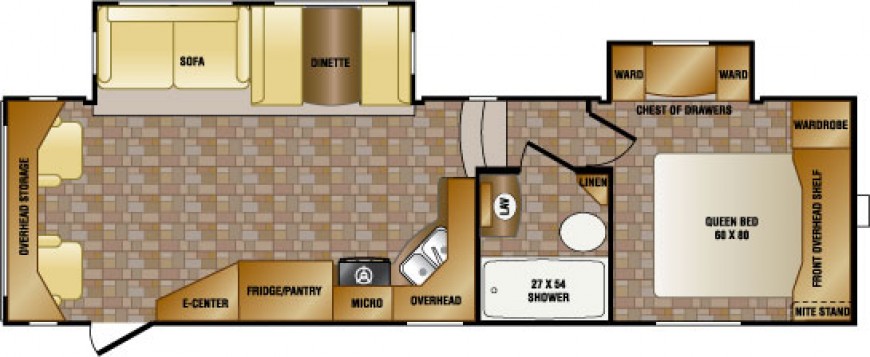 SOFA
DINETTE
WARD
WARD
CHEST OF DRAWERS
WARDROBE
OVERHEAD STORAGE
LINEN
LAV
QUEEN BED
60 X 80
FRONT OVERHEAD SHELF
E-CENTER
FRIDGE/PANTRY
MICRO
OVERHEAD
27 X 54
SHOWER
NITE STAND